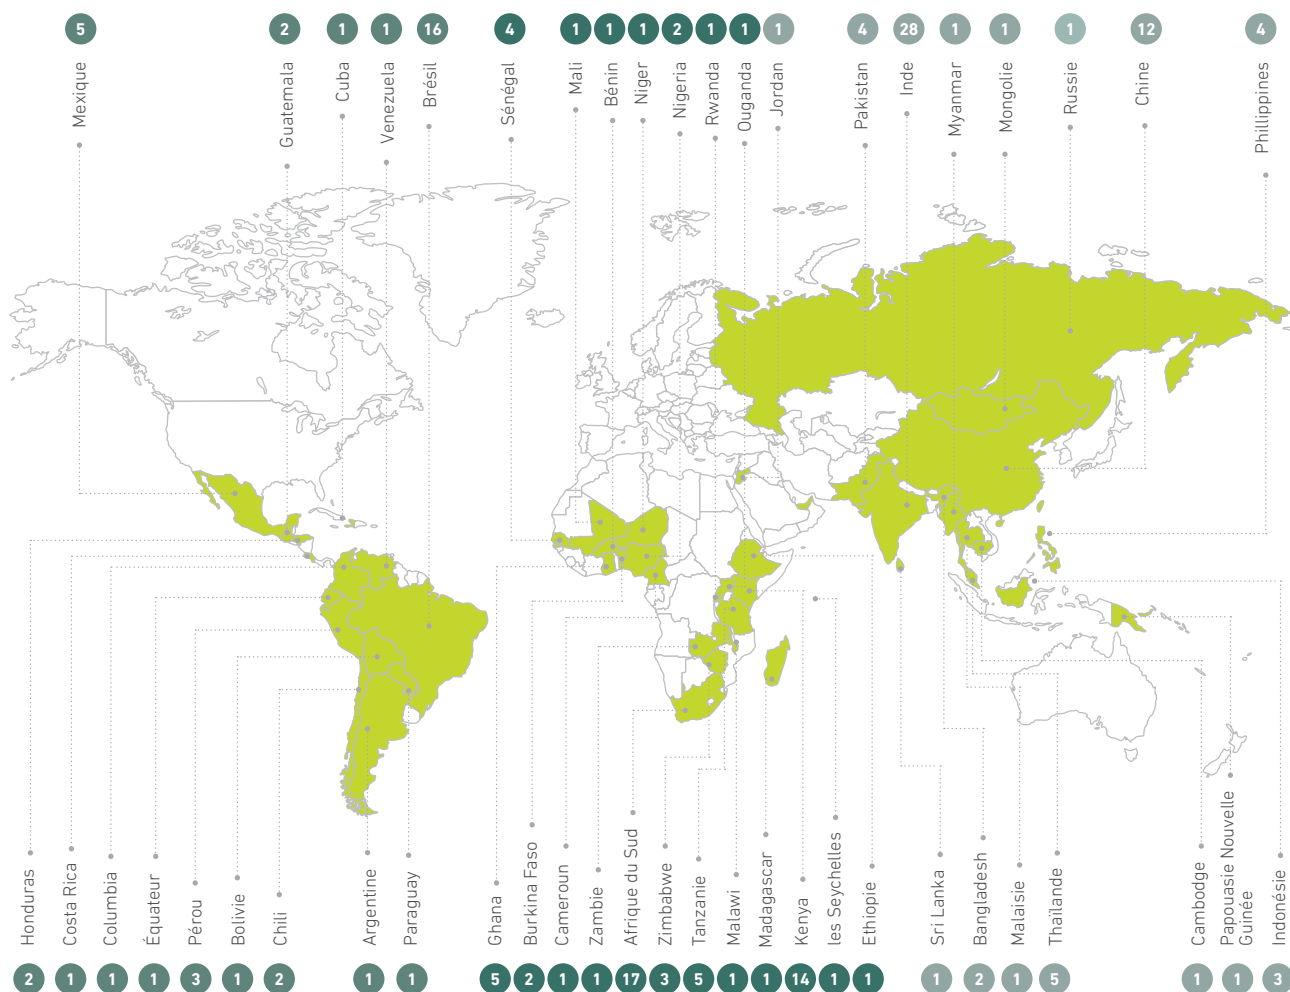 5
2
1
1
16
4
1
1
1
2
1
1
1
4
28
1
1
1
12
4
Mexique
Guatemala
Cuba
Venezuela
Brésil
Sénégal
Mali
Bénin
Niger
Nigeria
Rwanda
Ouganda
Jordan
Pakistan
Inde
Myanmar
Mongolie
Russie
Chine
Phillippines
Honduras
Costa Rica
Columbia
Équateur
Pérou
Bolivie
Chili
Argentine
Paraguay
Ghana
Burkina Faso
Cameroun
Zambie
Afrique du Sud
Zimbabwe
Tanzanie
Malawi
Madagascar
Kenya
les Seychelles
Ethiopie
Sri Lanka
Bangladesh
Malaisie
Thaïlande
Cambodge
Papouasie Nouvelle
Guinée
Indonésie
2
1
1
1
3
1
2
1
1
5
2
1
1
17
3
5
1
1
14
1
1
1
2
1
5
1
1
3